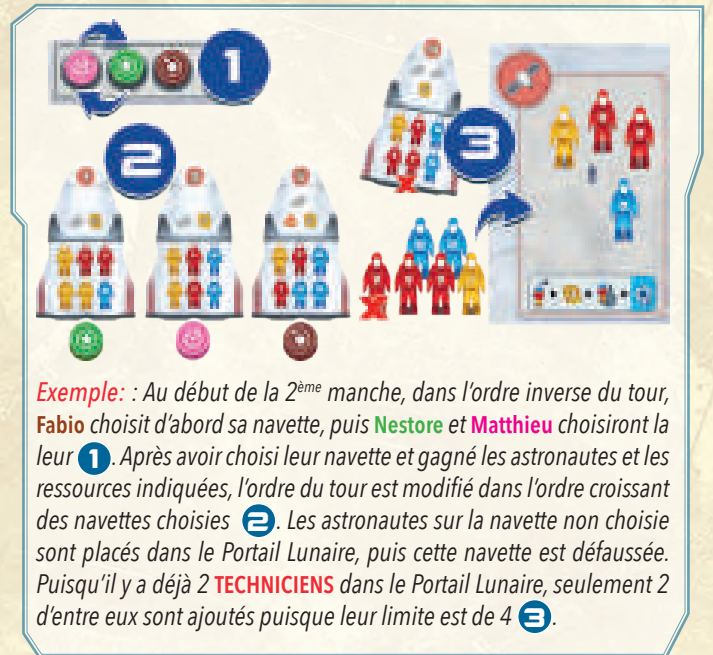 1
2
3
Exemple: : Au début de la 2ème manche, dans l'ordre inverse du tour,
Fabio choisit d'abord sa navette, puis Nestore et Matthieu choisiront la
leur 1. Après avoir choisi leur navette et gagné les astronautes et les
ressources indiquées, l'ordre du tour est modifié dans l'ordre croissant
des navettes choisies 2. Les astronautes sur la navette non choisie
sont placés dans le Portail Lunaire, puis cette navette est défaussée.
Puisqu'il y a déjà 2 TECHNICIENS dans le Portail Lunaire, seulement 2
d'entre eux sont ajoutés puisque leur limite est de 4 3.